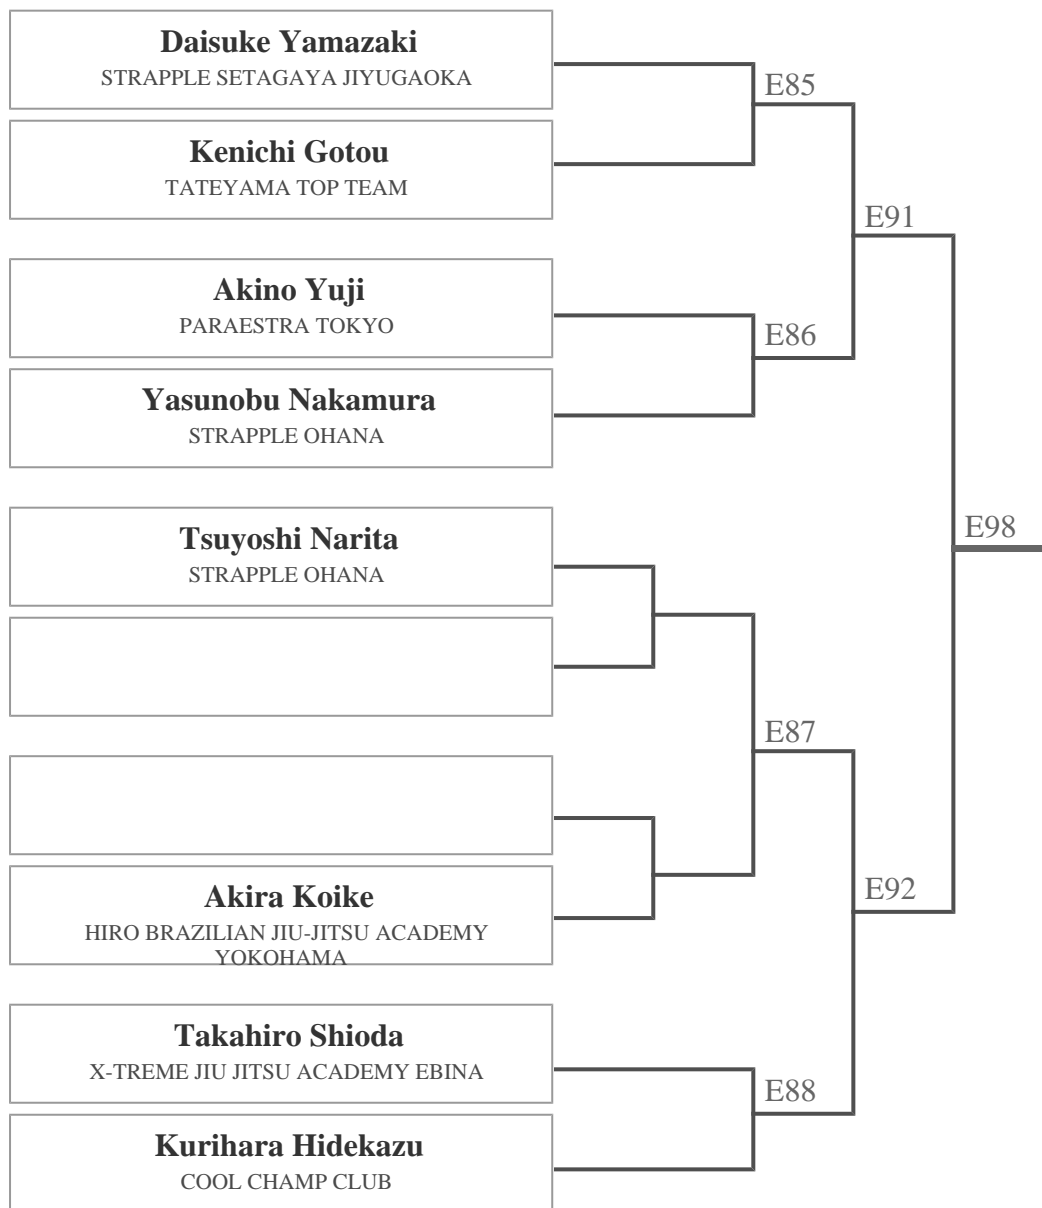 Daisuke Yamazaki
STRAPPLE SETAGAYA JIYUGAOKA
E85
Kenichi Gotou
TATEYAMA TOP TEAM
E91
Akino Yuji
PARAESTRA TOKYO
E86
Yasunobu Nakamura
STRAPPLE OHANA
Tsuyoshi Narita
STRAPPLE OHANA
E98
E87
Akira Koike
HIRO BRAZILIAN JIU-JITSU ACADEMY
YOKOHAMA
E92
Takahiro Shioda
X-TREME JIU JITSU ACADEMY EBINA
E88
Kurihara Hidekazu
COOL CHAMP CLUB